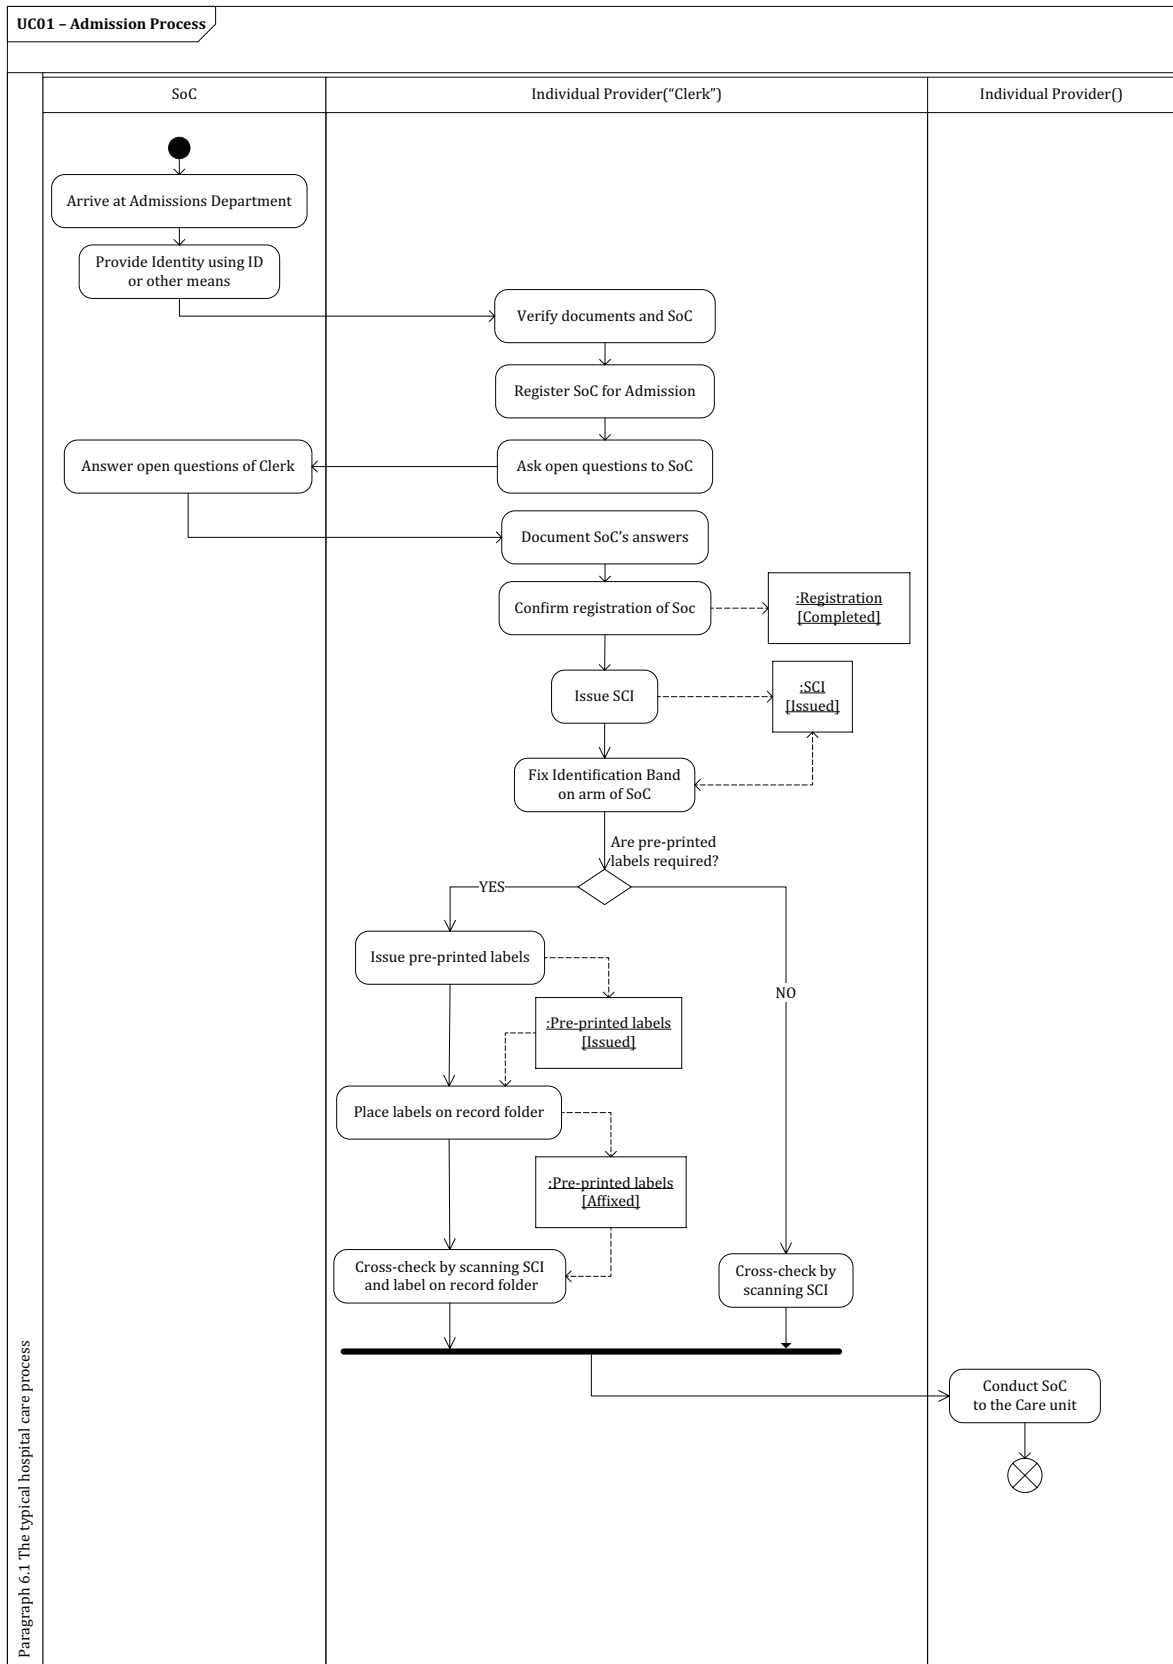 UC01 – Admission Process
SoC
Individual Provider(“Clerk”)
Individual Provider()
Arrive at Admissions Department
Provide Identity using ID
or other means
Verify documents and SoC
Register SoC for Admission
Answer open questions of Clerk
Ask open questions to SoC
Document SoC’s answers
Confirm registration of Soc
:Registration
[Completed]
Issue SCI
:SCI
[Issued]
Fix Identification Band
on arm of SoC
Are pre-printed
labels required?
YES
Issue pre-printed labels
NO
:Pre-printed labels
[Issued]
Place labels on record folder
:Pre-printed labels
[Affixed]
Cross-check by scanning SCI
and label on record folder
Cross-check by
scanning SCI
Conduct SoC
to the Care unit
Paragraph 6.1 The typical hospital care process